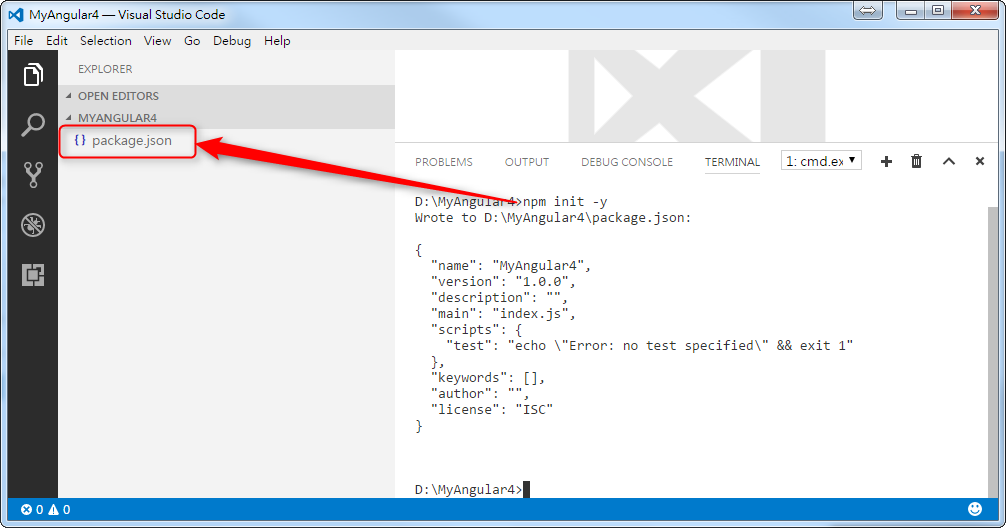 MyAngular4 — Visual Studio Code
File Edit Selection View Go Debug Help
EXPLORER
OPEN EDITORS
MYANGULAR4
{ } package.json
PROBLEMS OUTPUT DEBUG CONSOLE TERMINAL 1: cmd.ex
D:\MyAngular4>npm init -y
Wrote to D:\MyAngular4\package.json:
{
"name": "MyAngular4",
"version": "1.0.0",
"description": "",
"main": "index.js",
"scripts": {
"test": "echo \"Error: no test specified\" && exit 1"
},
"keywords": [],
"author": "",
"license": "ISC"
}
D:\MyAngular4>
0 0